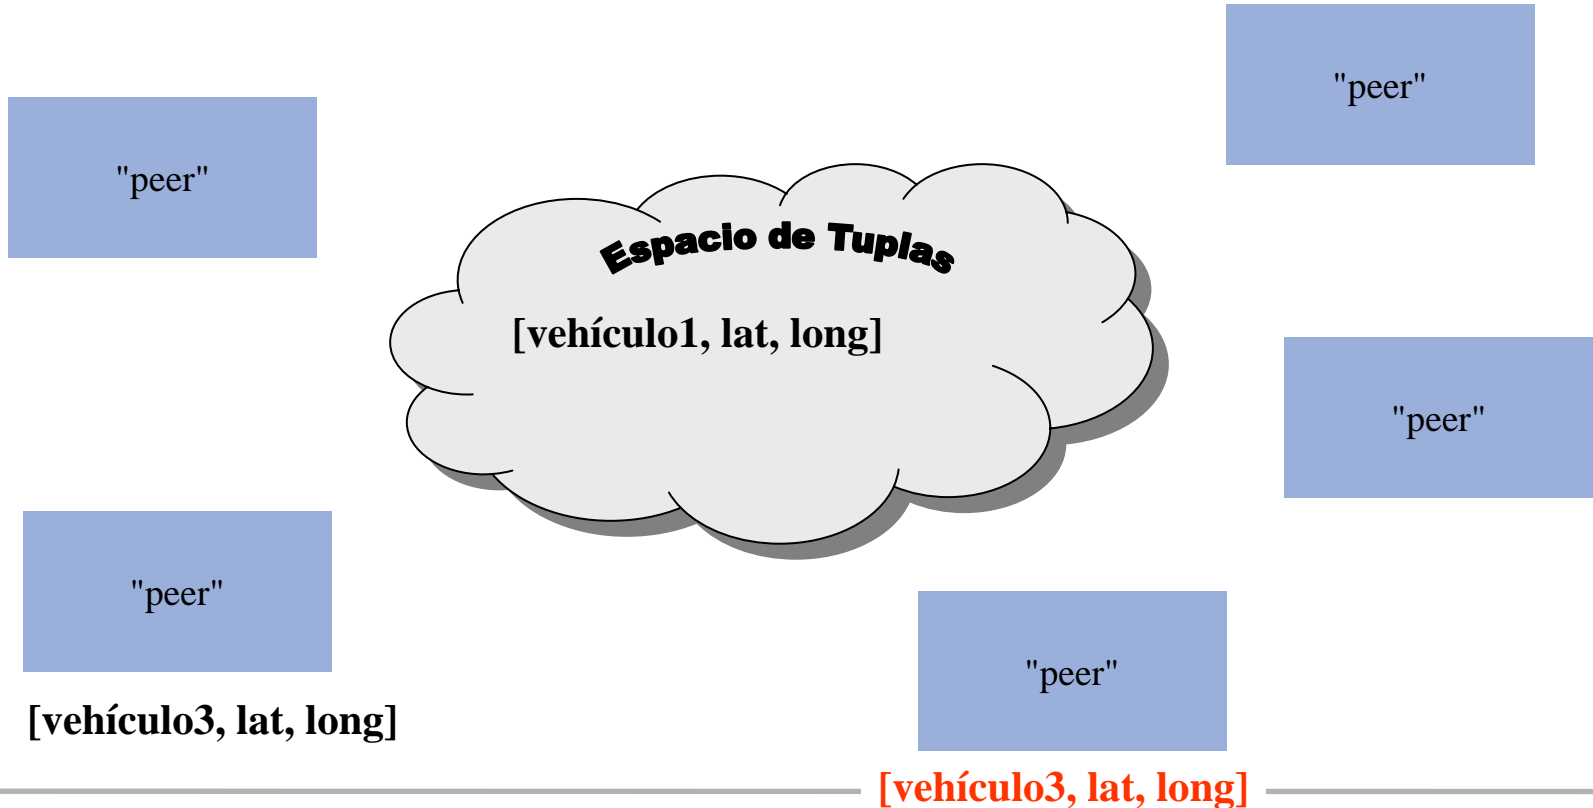 "peer"
"peer"
Espacio de Tuplas
[vehículo1, lat, long]
"peer"
"peer"
"peer"
[vehículo3, lat, long]
[vehículo3, lat, long]